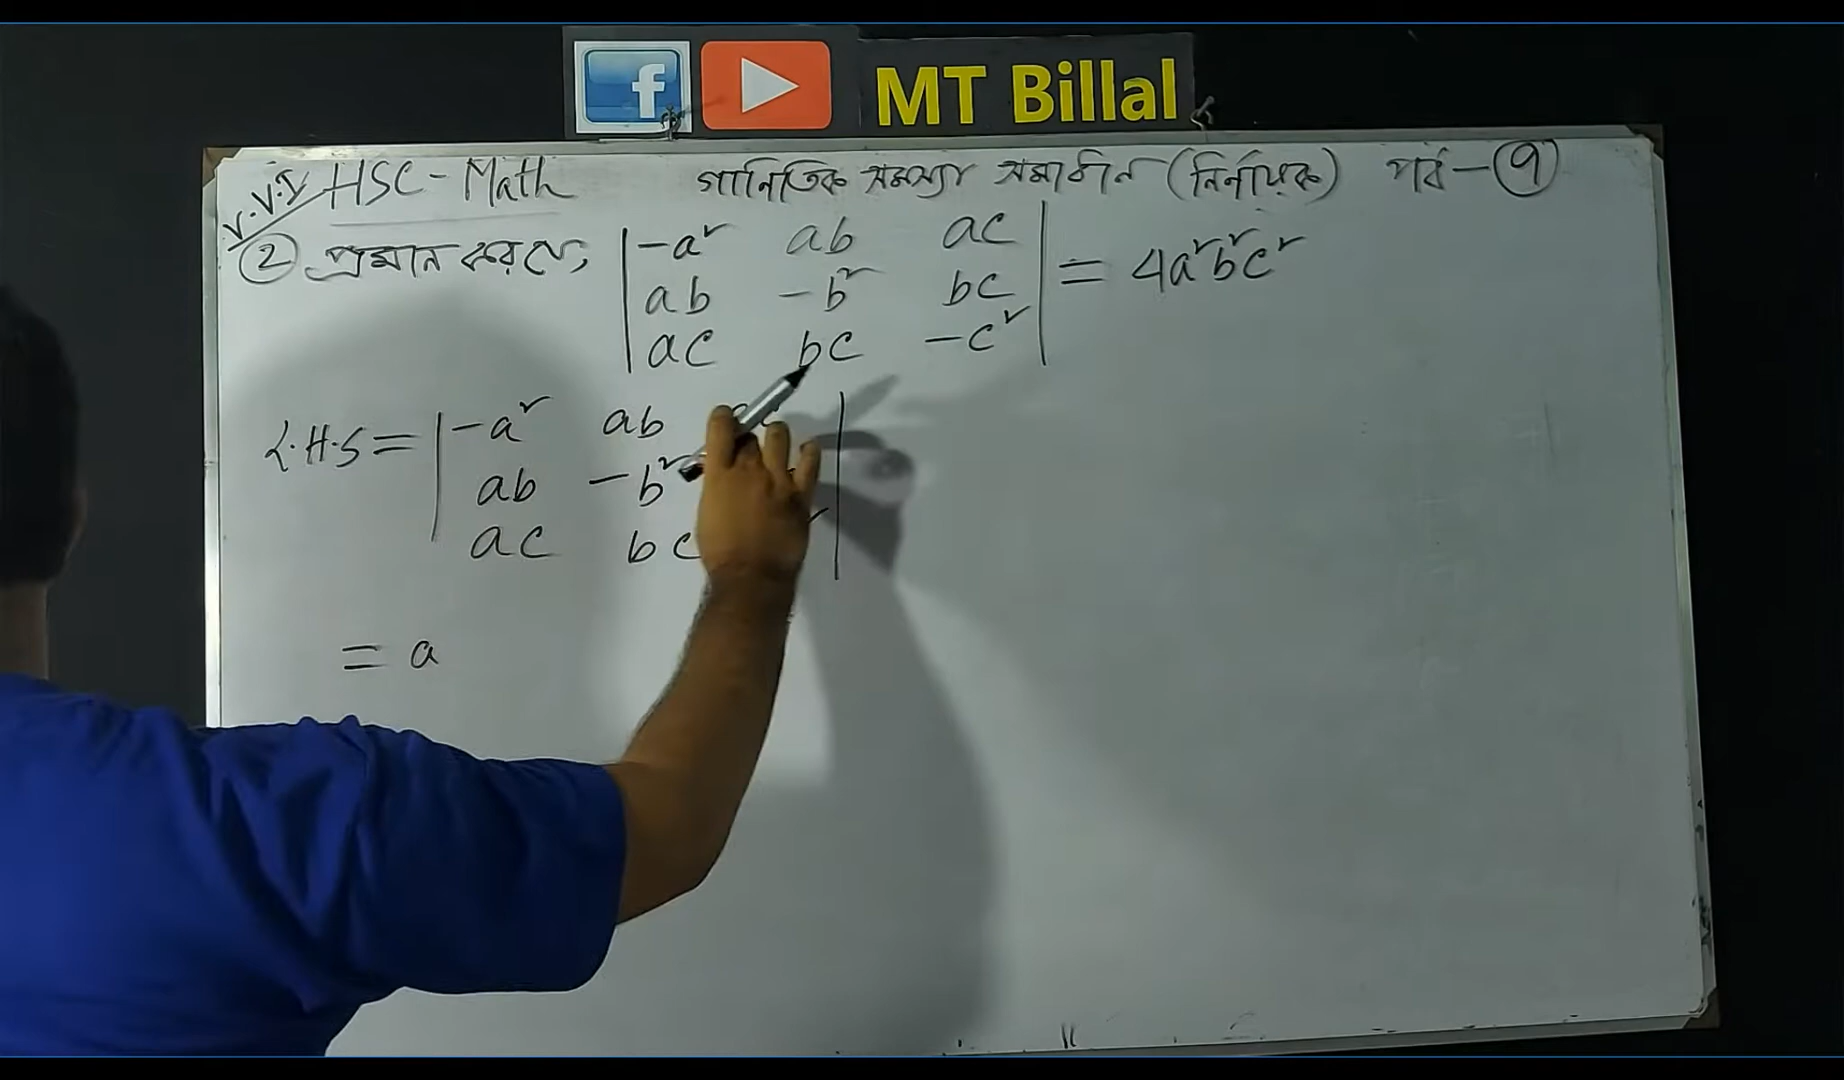 f MT Billal
V.V.I HSC - Math গানিতিক সমস্যা সমাধান (নির্নায়ক) পর্ব - ৭
২ প্রমান কর যে,
| -a² ab ac |
| ab -b² bc | = 4a²b²c²
| ac bc -c² |
L.H.S = | -a² ab |
| ab -b² |
| ac bc |
= a